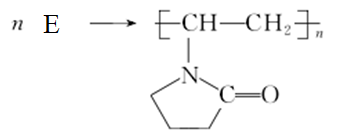 n E ⟶ ⁅CH—CH₂⁆ₙ
N
C=O